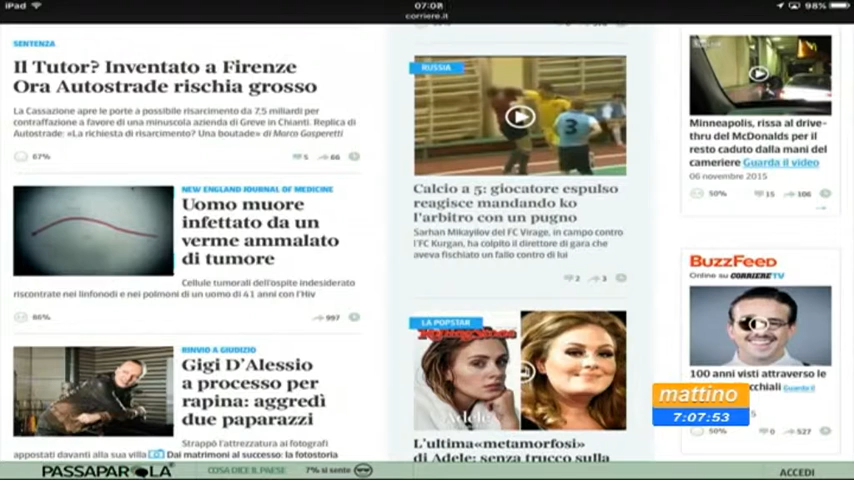 iPad
07:08
98%
corriere.it
SENTENZA
Il Tutor? Inventato a Firenze
Ora Autostrade rischia grosso
La Cassazione apre le porte a possibile risarcimento da 7,5 miliardi per
contraffazione a favore di una minuscola azienda di Greve in Chianti. Replica di
Autostrade: «La richiesta di risarcimento? Una boutade» di Marco Gasperetti
67%
5
66
NEW ENGLAND JOURNAL OF MEDICINE
Uomo muore
infettato da un
verme ammalato
di tumore
Cellule tumorali dell'ospite indesiderato
riscontrate nei linfonodi e nei polmoni di un uomo di 41 anni con l'Hiv
86%
997
RINVIO A GIUDIZIO
Gigi D'Alessio
a processo per
rapina: aggredì
due paparazzi
Strappò l'attrezzatura ai fotografi
appostati davanti alla sua villa Dai matrimoni al successo: la fotostoria
RUSSIA
3
Calcio a 5: giocatore espulso
reagisce mandando ko
l'arbitro con un pugno
Sarhan Mikayilov del FC Virage, in campo contro
l'FC Kurgan, ha colpito il direttore di gara che
aveva fischiato un fallo contro di lui
2
3
LA POPSTAR
Rolling Stone
Adele
L'ultima«metamorfosi»
di Adele: senza trucco sulla
Minneapolis, rissa al drive-
thru del McDonalds per il
resto caduto dalla mani del
cameriere Guarda il video
06 novembre 2015
50%
15
106
BuzzFeed
Online su CORRIERETV
100 anni visti attraverso le
chiali Guarda il
2015
50%
0
527
mattino
7:07:53
PASSAPAROLA
COSA DICE IL PAESE
7% si sente
ACCEDI